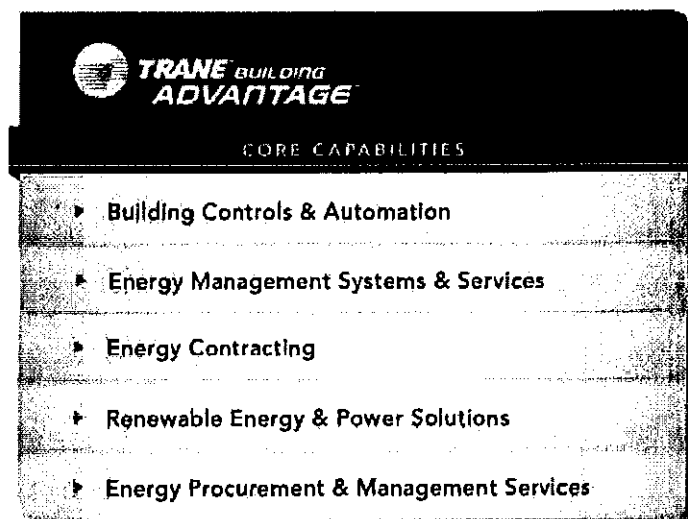 TRANE BUILDING
ADVANTAGE
CORE CAPABILITIES
Building Controls & Automation
Energy Management Systems & Services
Energy Contracting
Renewable Energy & Power Solutions
Energy Procurement & Management Services